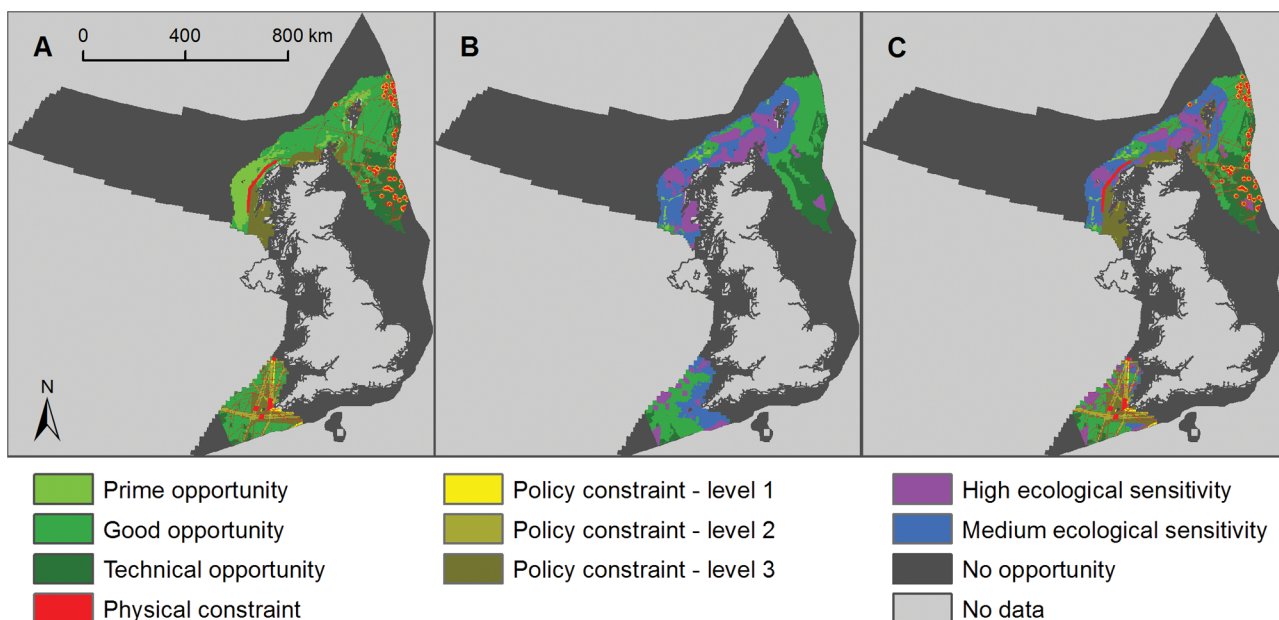 A
0 400 800 km
B
C
N
Prime opportunity
Good opportunity
Technical opportunity
Physical constraint
Policy constraint - level 1
Policy constraint - level 2
Policy constraint - level 3
High ecological sensitivity
Medium ecological sensitivity
No opportunity
No data